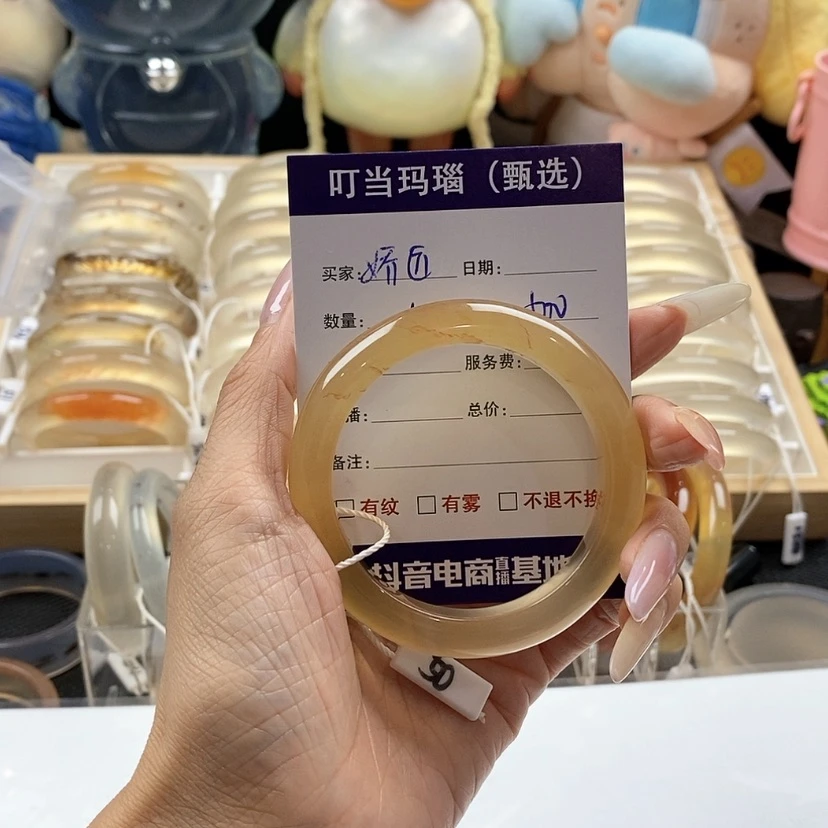 叮当玛瑙（甄选）
买家: 娇 日期:
数量:
服务费:
播: 总价:
备注:
□有纹 □有雾 □不退不换
抖音电商直播基地